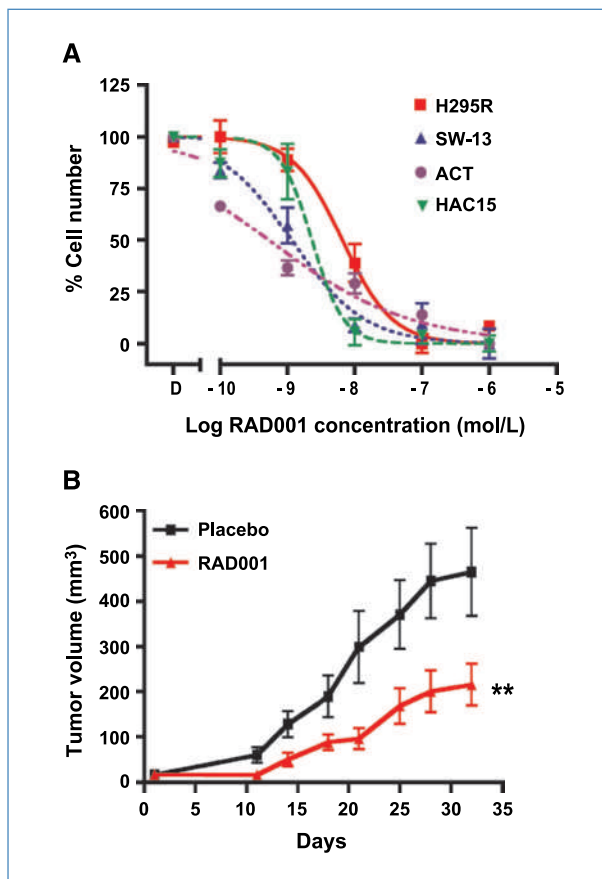 A
125
100
75
50
25
0
% Cell number
H295R
SW-13
ACT
HAC15
D -10 -9 -8 -7 -6 -5
Log RAD001 concentration (mol/L)
B
600
500
400
300
200
100
0
Tumor volume (mm³)
Placebo
RAD001
**
0 5 10 15 20 25 30 35
Days